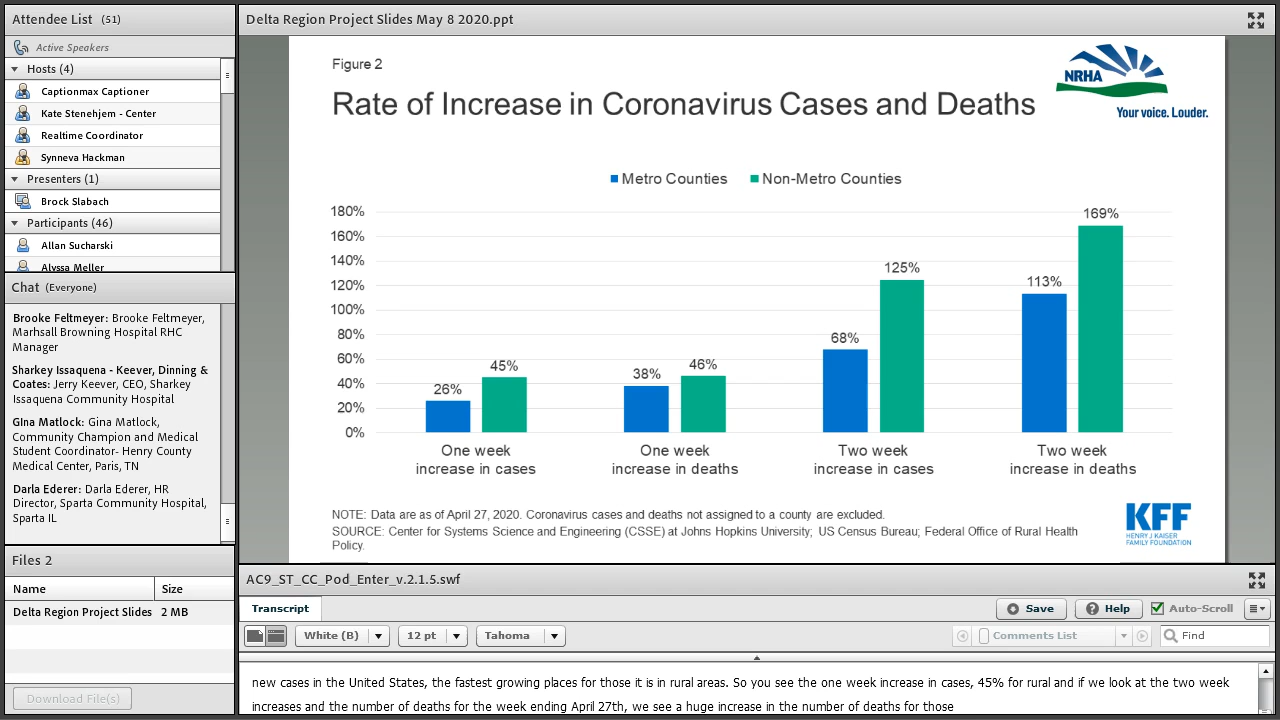 Attendee List (51)
Active Speakers
Hosts (4)
Captionmax Captioner
Kate Stenehjem - Center
Realtime Coordinator
Synneva Hackman
Presenters (1)
Brock Slabach
Participants (46)
Allan Sucharski
Alyssa Meller
Chat (Everyone)
Brooke Feltmeyer: Brooke Feltmeyer,
Marhsall Browning Hospital RHC
Manager
Sharkey Issaquena - Keever, Dinning &
Coates: Jerry Keever, CEO, Sharkey
Issaquena Community Hospital
Gina Matlock: Gina Matlock,
Community Champion and Medical
Student Coordinator- Henry County
Medical Center, Paris, TN
Darla Ederer: Darla Ederer, HR
Director, Sparta Community Hospital,
Sparta IL
Files 2
Name Size
Delta Region Project Slides 2 MB
Download File(s)
Delta Region Project Slides May 8 2020.ppt
Figure 2
Rate of Increase in Coronavirus Cases and Deaths
NRHA
Your voice. Louder.
Metro Counties Non-Metro Counties
180%
160%
140%
120%
100%
80%
60%
40%
20%
0%
26% 45% 38% 46% 68% 125% 113% 169%
One week
increase in cases
One week
increase in deaths
Two week
increase in cases
Two week
increase in deaths
NOTE: Data are as of April 27, 2020. Coronavirus cases and deaths not assigned to a county are excluded.
SOURCE: Center for Systems Science and Engineering (CSSE) at Johns Hopkins University; US Census Bureau; Federal Office of Rural Health
Policy.
KFF
HENRY J KAISER
FAMILY FOUNDATION
AC9_ST_CC_Pod_Enter_v.2.1.5.swf
Transcript Save Help Auto-Scroll
White (B) 12 pt Tahoma Comments List Find
new cases in the United States, the fastest growing places for those it is in rural areas. So you see the one week increase in cases, 45% for rural and if we look at the two week
increases and the number of deaths for the week ending April 27th, we see a huge increase in the number of deaths for those